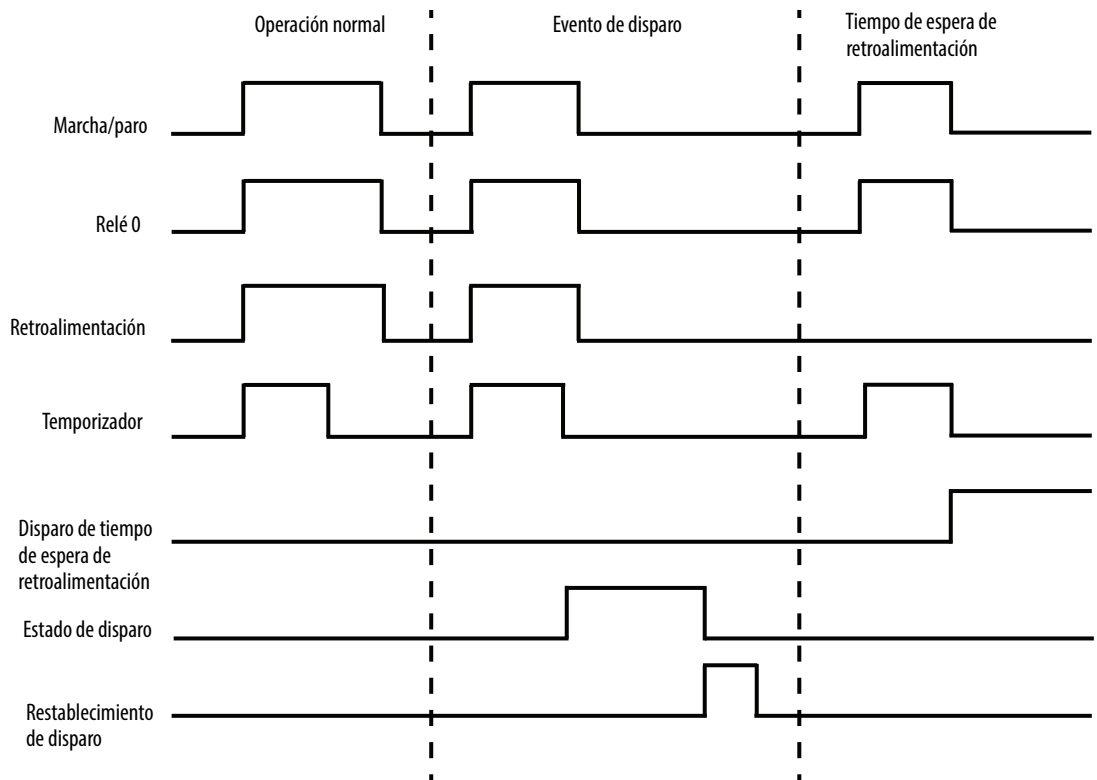 Operación normal
Evento de disparo
Tiempo de espera de
retroalimentación
Marcha/paro
Relé 0
Retroalimentación
Temporizador
Disparo de tiempo
de espera de
retroalimentación
Estado de disparo
Restablecimiento
de disparo